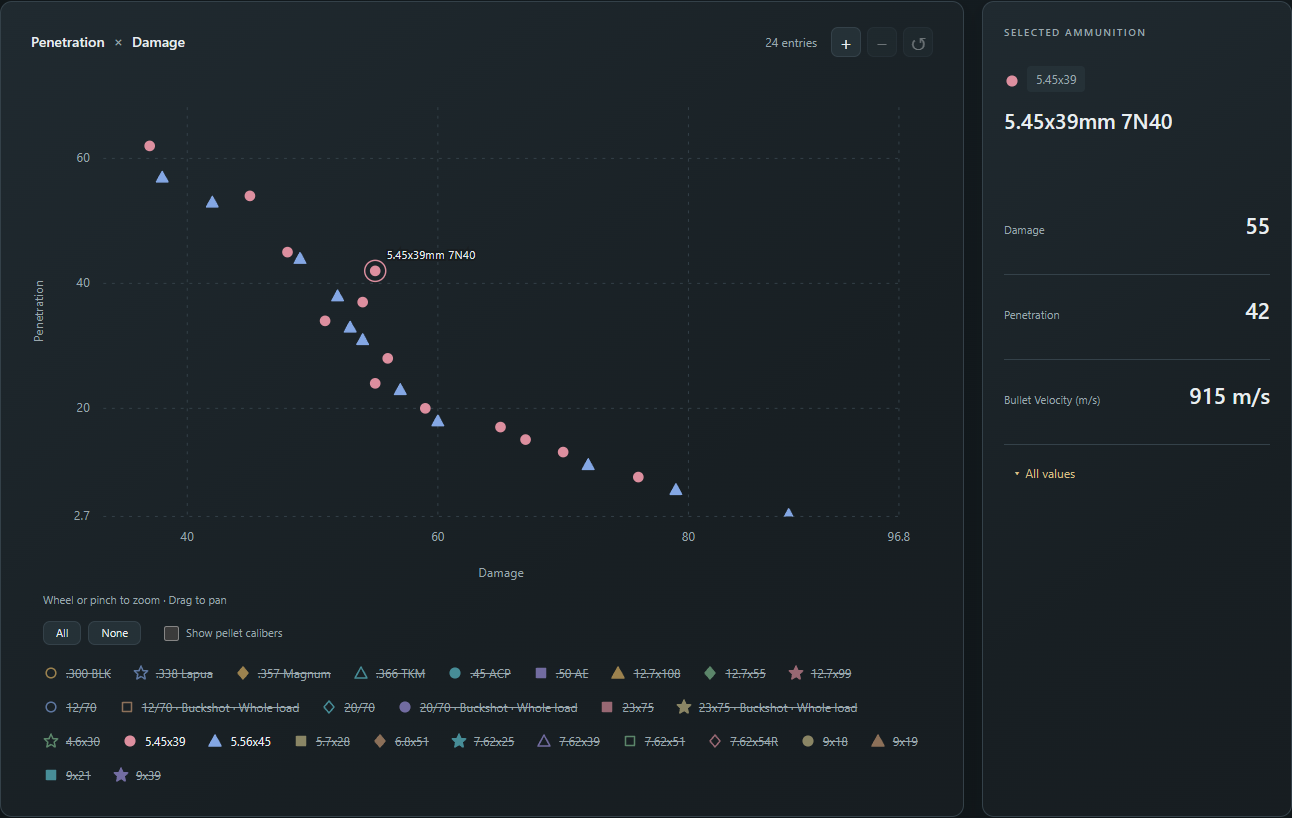 Penetration × Damage
24 entries
+
−
↺
60
40
20
2.7
Penetration
5.45x39mm 7N40
40
60
80
96.8
Damage
Wheel or pinch to zoom · Drag to pan
All
None
Show pellet calibers
.300 BLK
.338 Lapua
.357 Magnum
.366 TKM
.45 ACP
.50 AE
12.7x108
12.7x55
12.7x99
12/70
12/70 · Buckshot · Whole load
20/70
20/70 · Buckshot · Whole load
23x75
23x75 · Buckshot · Whole load
4.6x30
5.45x39
5.56x45
5.7x28
6.8x51
7.62x25
7.62x39
7.62x51
7.62x54R
9x18
9x19
9x21
9x39
SELECTED AMMUNITION
5.45x39
5.45x39mm 7N40
Damage
55
Penetration
42
Bullet Velocity (m/s)
915 m/s
All values